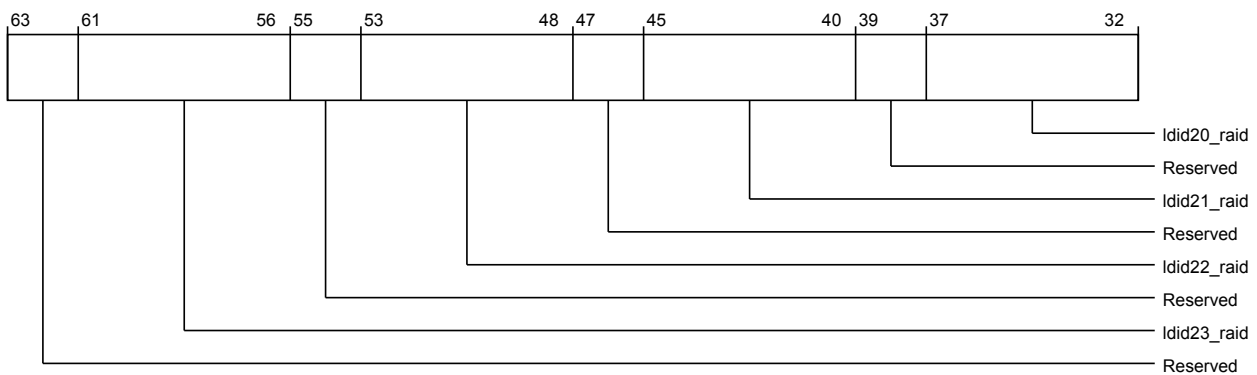 63 61 56 55 53 48 47 45 40 39 37 32
ldid20_raid
Reserved
ldid21_raid
Reserved
ldid22_raid
Reserved
ldid23_raid
Reserved